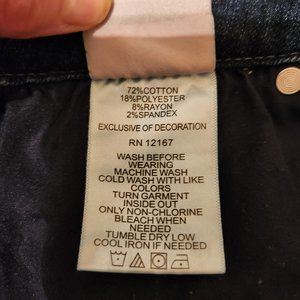 72%COTTON
18%POLYESTER
8%RAYON
2%SPANDEX
EXCLUSIVE OF DECORATION
RN 12167
WASH BEFORE
WEARING
MACHINE WASH
COLD WASH WITH LIKE
COLORS
TURN GARMENT
INSIDE OUT
ONLY NON-CHLORINE
BLEACH WHEN
NEEDED
TUMBLE DRY LOW
COOL IRON IF NEEDED